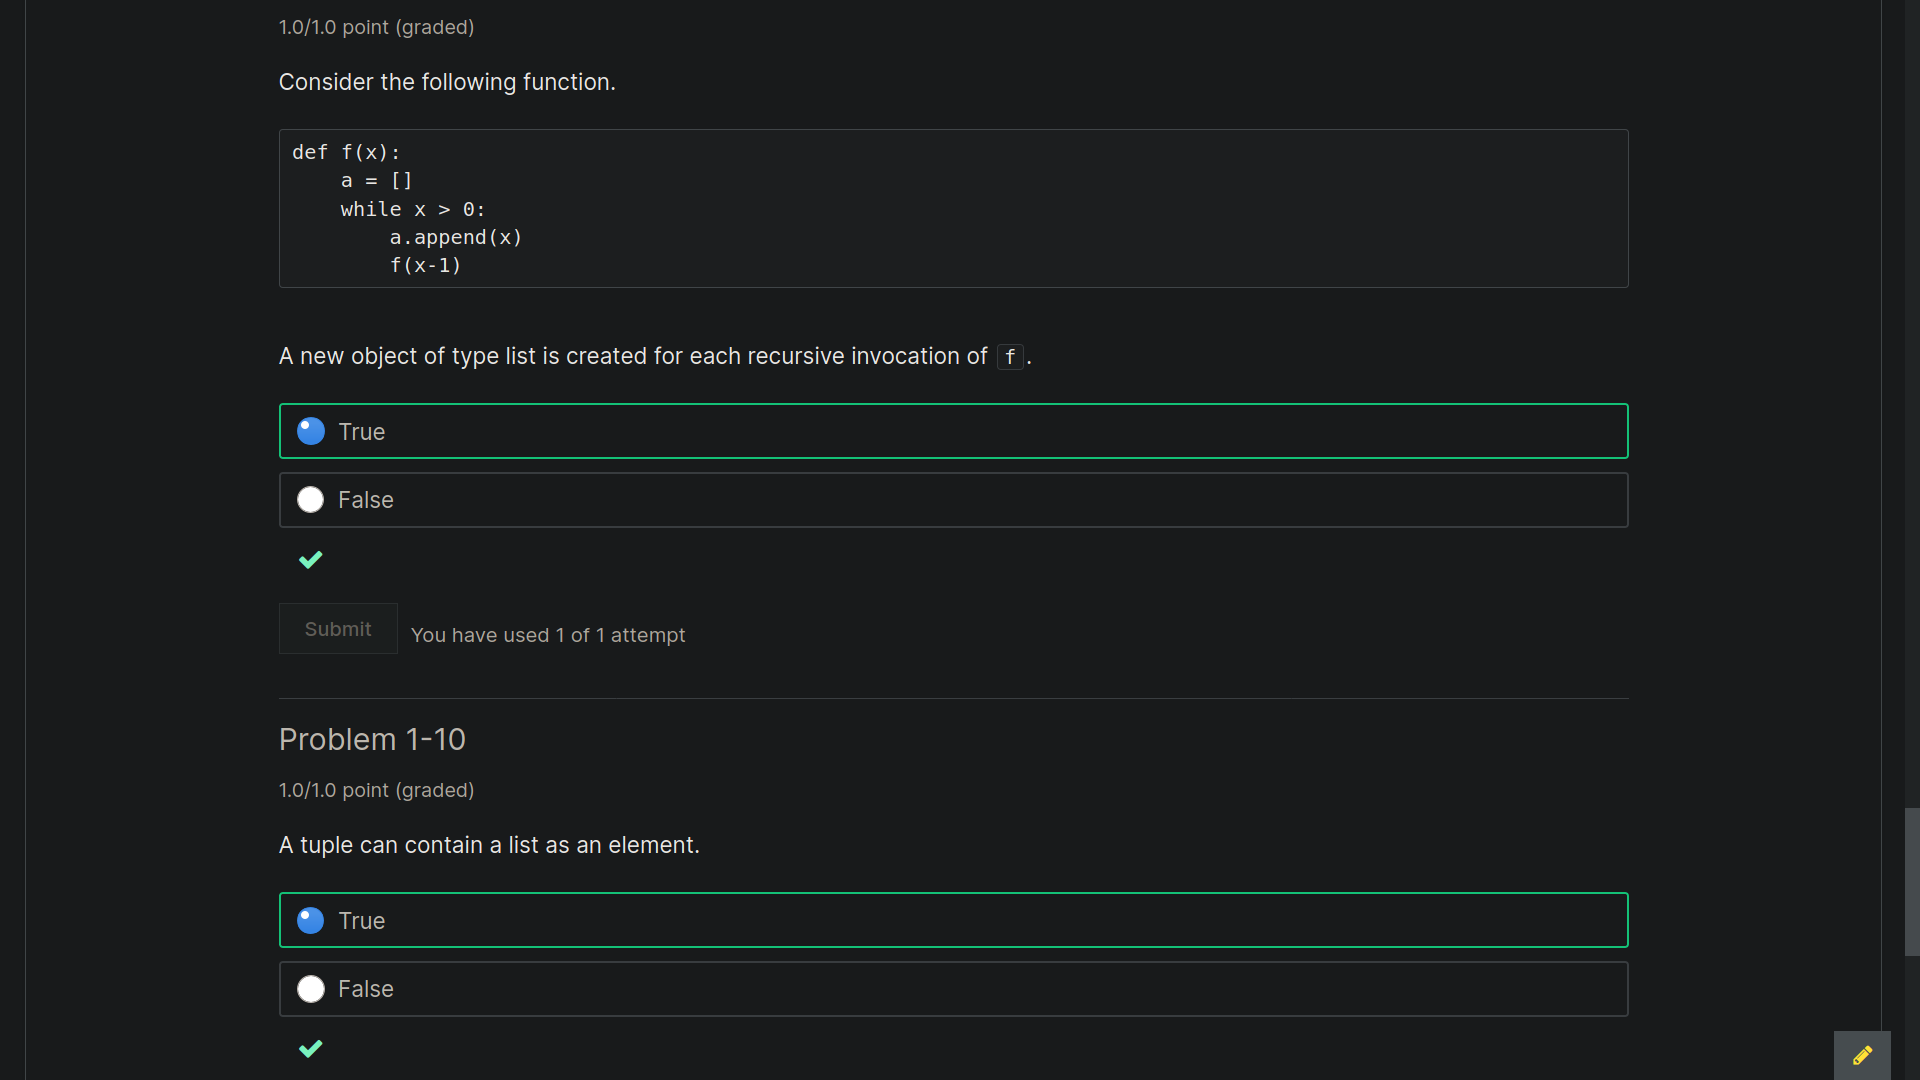 1.0/1.0 point (graded)
Consider the following function.
def f(x):
    a = []
    while x > 0:
        a.append(x)
        f(x-1)
A new object of type list is created for each recursive invocation of f.
True
False
Submit You have used 1 of 1 attempt
Problem 1-10
1.0/1.0 point (graded)
A tuple can contain a list as an element.
True
False